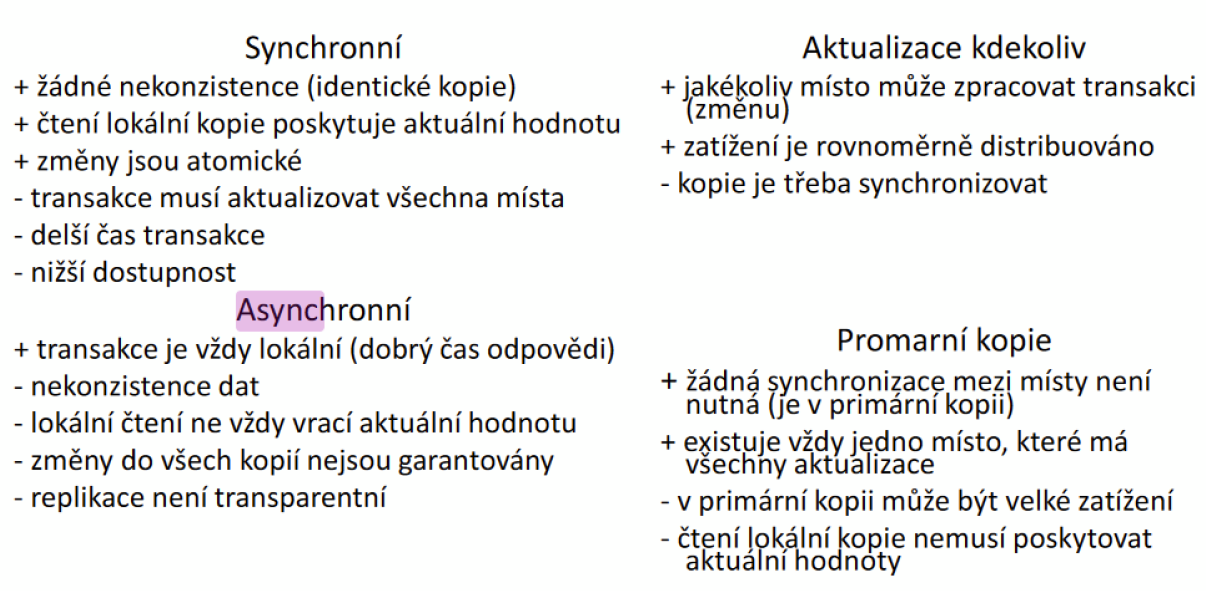 Synchronní
+ žádné nekonzistence (identické kopie)
+ čtení lokální kopie poskytuje aktuální hodnotu
+ změny jsou atomické
- transakce musí aktualizovat všechna místa
- delší čas transakce
- nižší dostupnost
Asynchronní
+ transakce je vždy lokální (dobrý čas odpovědi)
- nekonzistence dat
- lokální čtení ne vždy vrací aktuální hodnotu
- změny do všech kopií nejsou garantovány
- replikace není transparentní
Aktualizace kdekoliv
+ jakékoliv místo může zpracovat transakci
(změnu)
+ zatížení je rovnoměrně distribuováno
- kopie je třeba synchronizovat
Promarní kopie
+ žádná synchronizace mezi místy není
nutná (je v primární kopii)
+ existuje vždy jedno místo, které má
všechny aktualizace
- v primární kopii může být velké zatížení
- čtení lokální kopie nemusí poskytovat
aktuální hodnoty